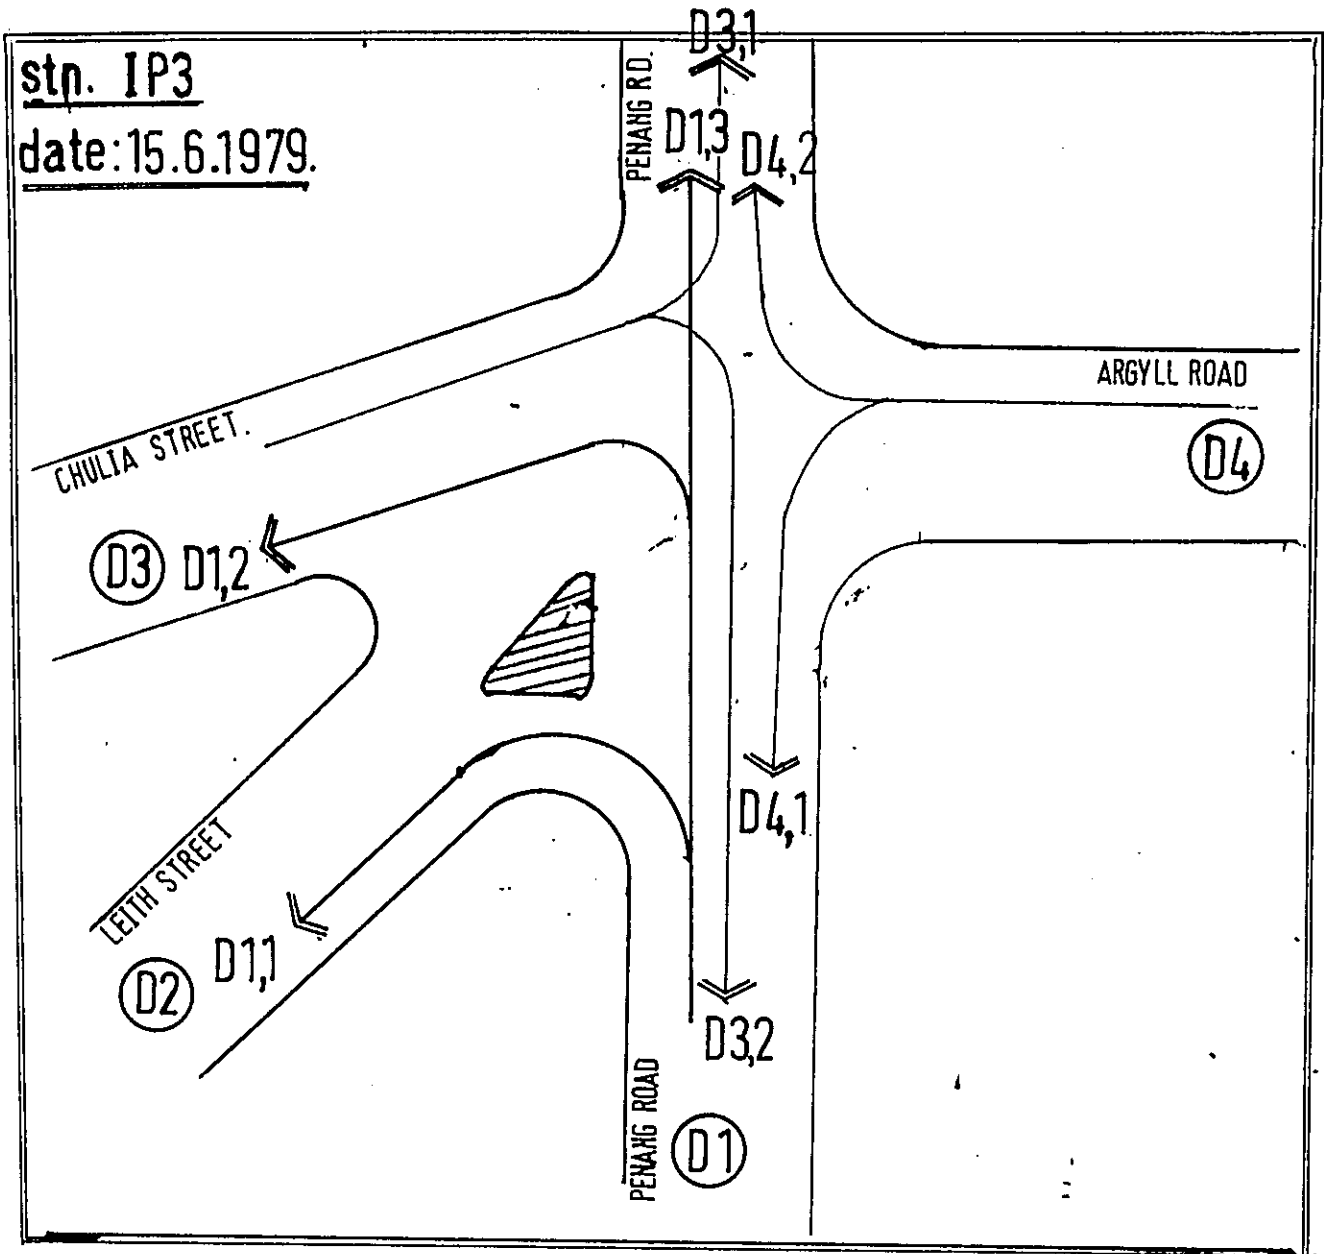 stn. IP3
date:15.6.1979.
D3,1
PENANG RD.
D1,3
D4,2
ARGYLL ROAD
D4
CHULIA STREET.
D3
D1,2
D4,1
LEITH STREET
D1,1
D2
D3,2
PENANG ROAD
D1